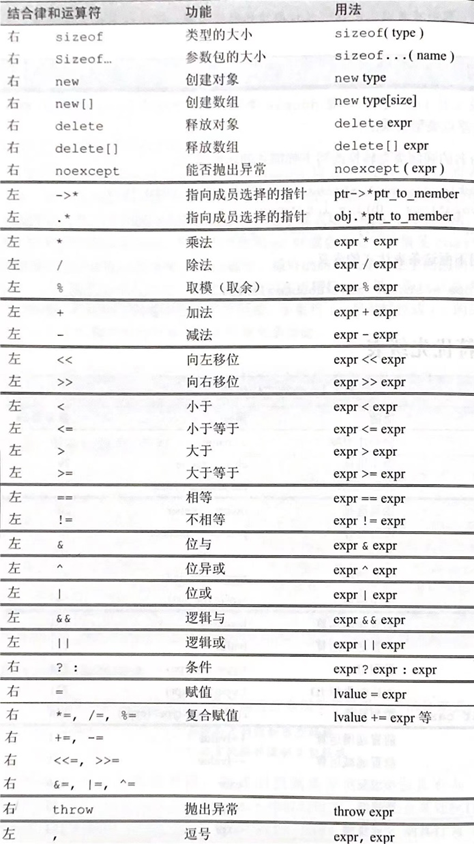 结合律和运算符 功能 用法
右 sizeof 类型的大小 sizeof( type )
右 Sizeof… 参数包的大小 sizeof...( name )
右 new 创建对象 new type
右 new[] 创建数组 new type[size]
右 delete 释放对象 delete expr
右 delete[] 释放数组 delete[] expr
右 noexcept 能否抛出异常 noexcept ( expr )
左 ->* 指向成员选择的指针 ptr->*ptr_to_member
左 .* 指向成员选择的指针 obj.*ptr_to_member
左 * 乘法 expr * expr
左 / 除法 expr / expr
左 % 取模（取余） expr % expr
左 + 加法 expr + expr
左 - 减法 expr - expr
左 << 向左移位 expr << expr
左 >> 向右移位 expr >> expr
左 < 小于 expr < expr
左 <= 小于等于 expr <= expr
左 > 大于 expr > expr
左 >= 大于等于 expr >= expr
左 == 相等 expr == expr
左 != 不相等 expr != expr
左 & 位与 expr & expr
左 ^ 位异或 expr ^ expr
左 | 位或 expr | expr
左 && 逻辑与 expr && expr
左 || 逻辑或 expr || expr
右 ? : 条件 expr ? expr : expr
右 = 赋值 lvalue = expr
右 *=, /=, %= 复合赋值 lvalue += expr 等
右 +=, -=
右 <<=, >>=
右 &=, |=, ^=
右 throw 抛出异常 throw expr
左 , 逗号 expr, expr